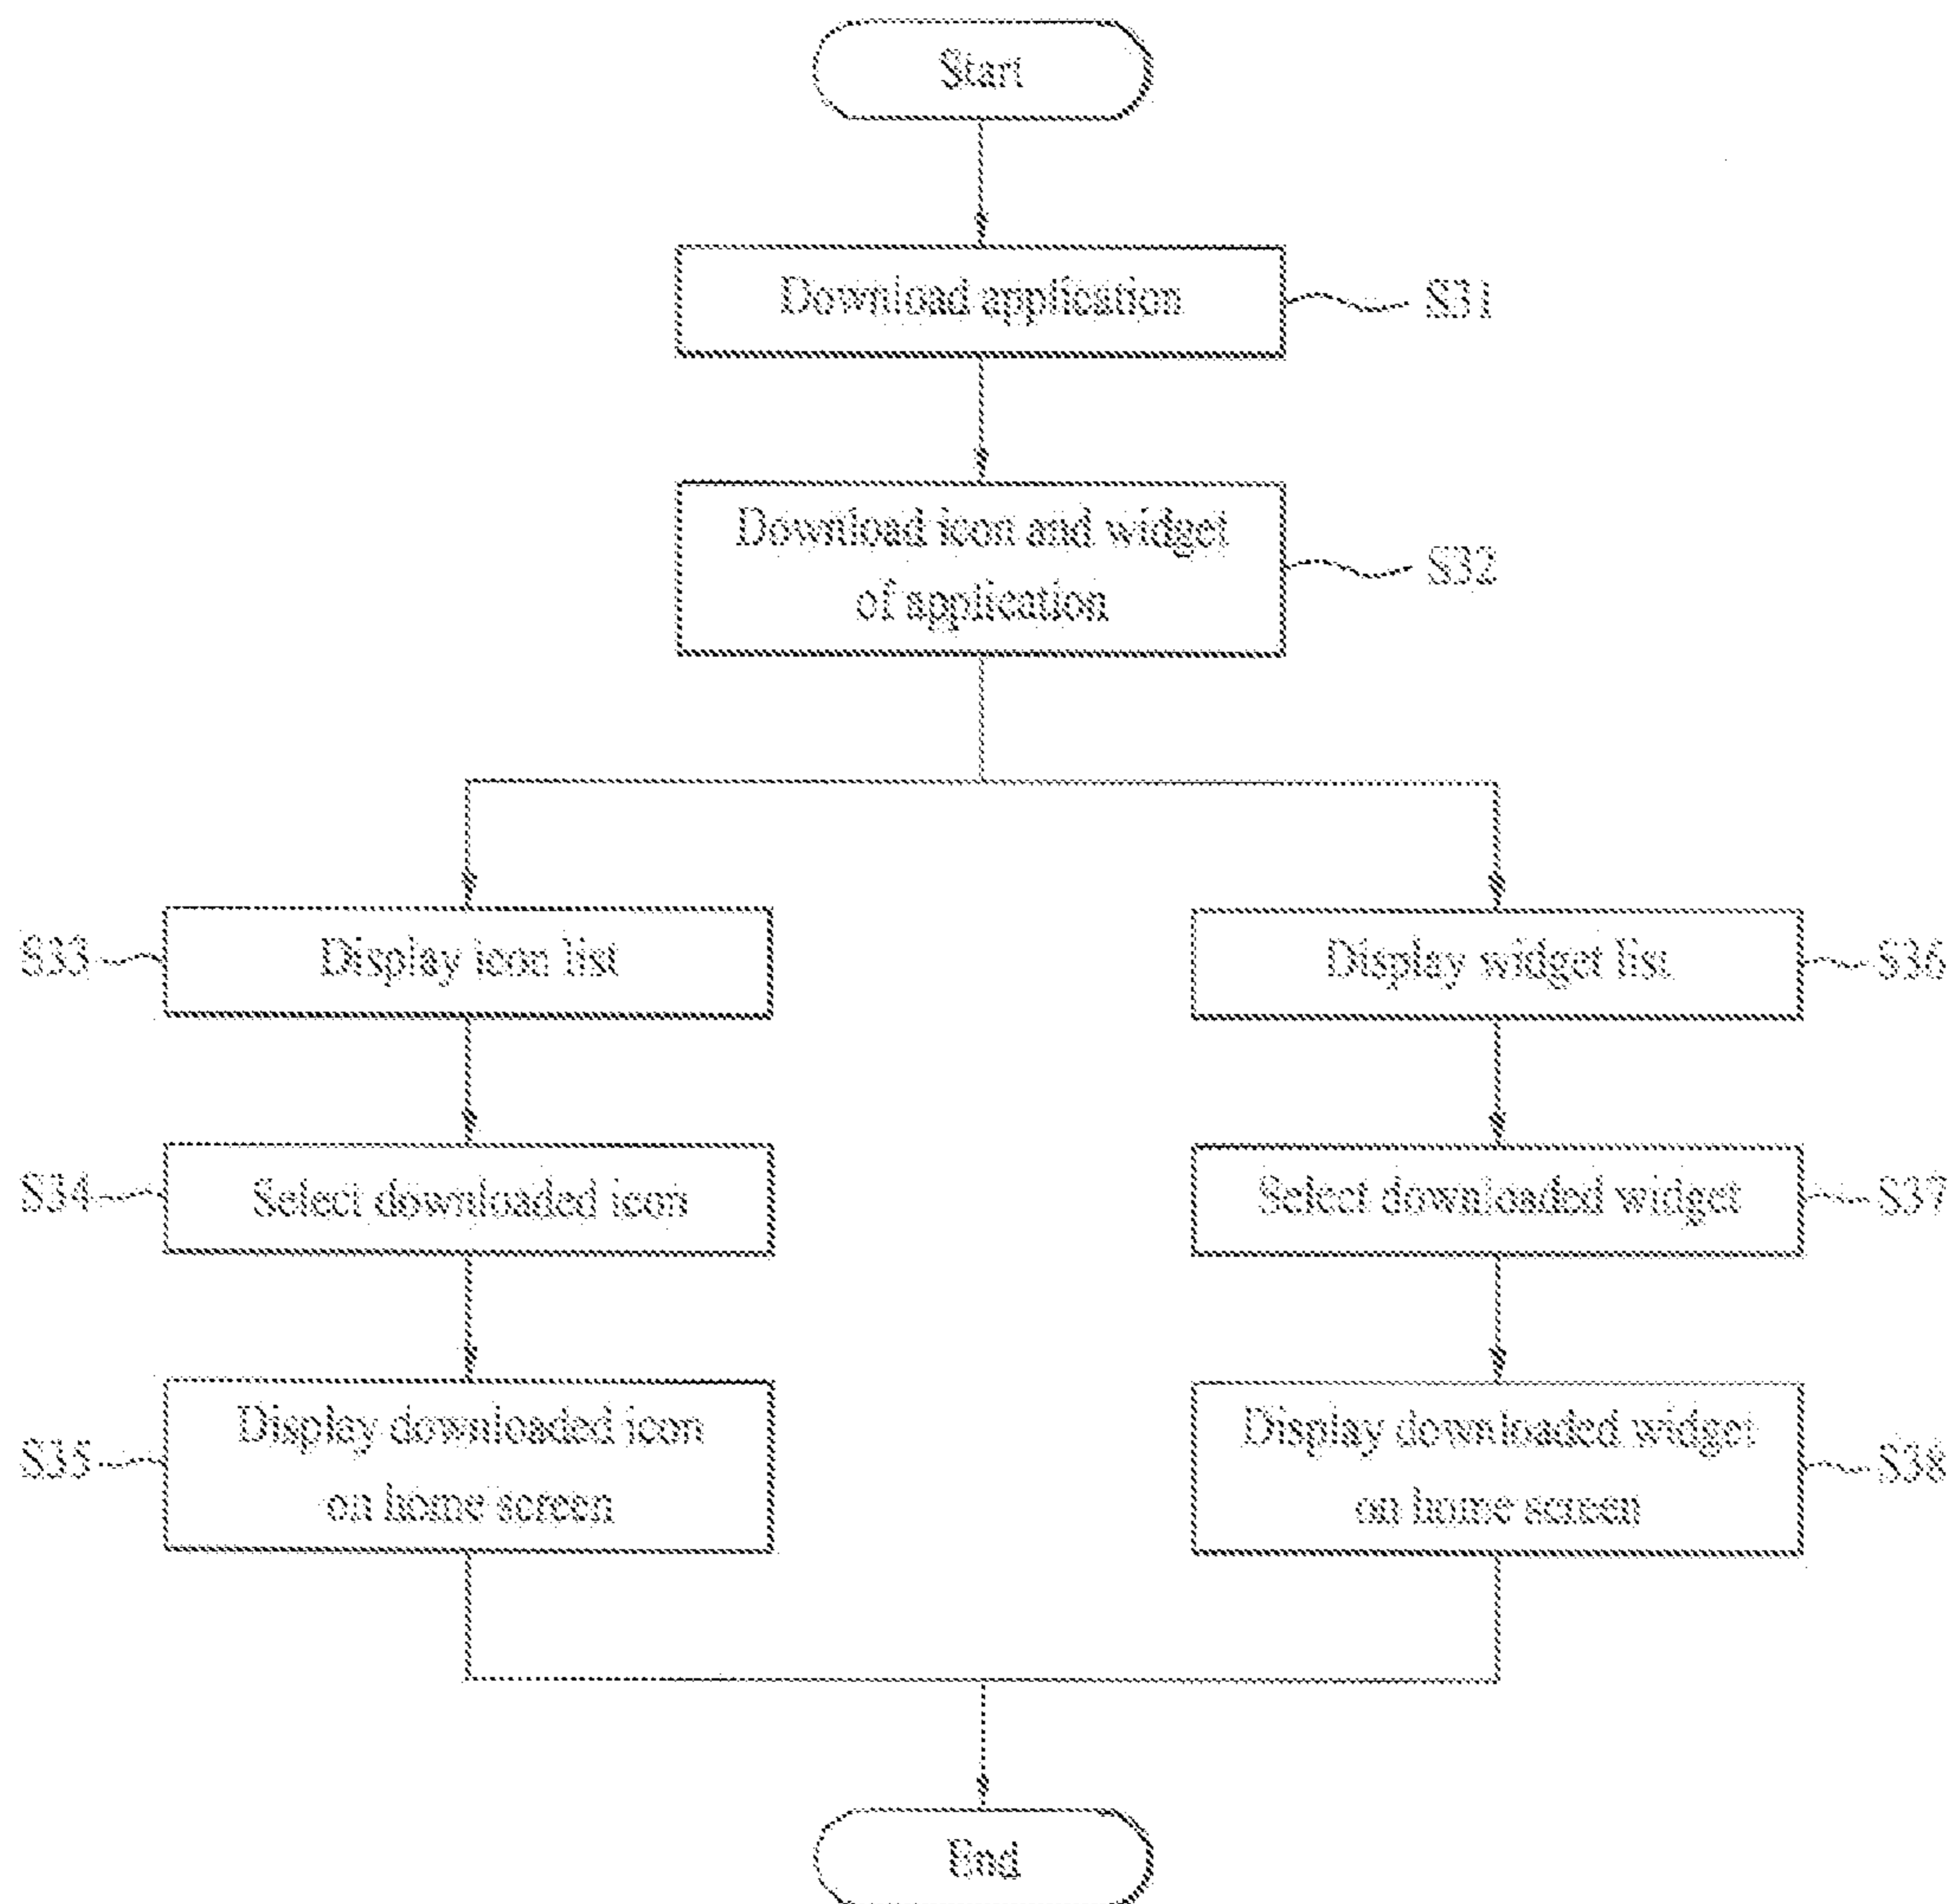 Start
Download application
S31
Download icon and widget
of application
S32
S33
Display icon list
Display widget list
S36
S34
Select downloaded icon
Select downloaded widget
S37
S35
Display downloaded icon
on home screen
Display downloaded widget
on home screen
S38
End